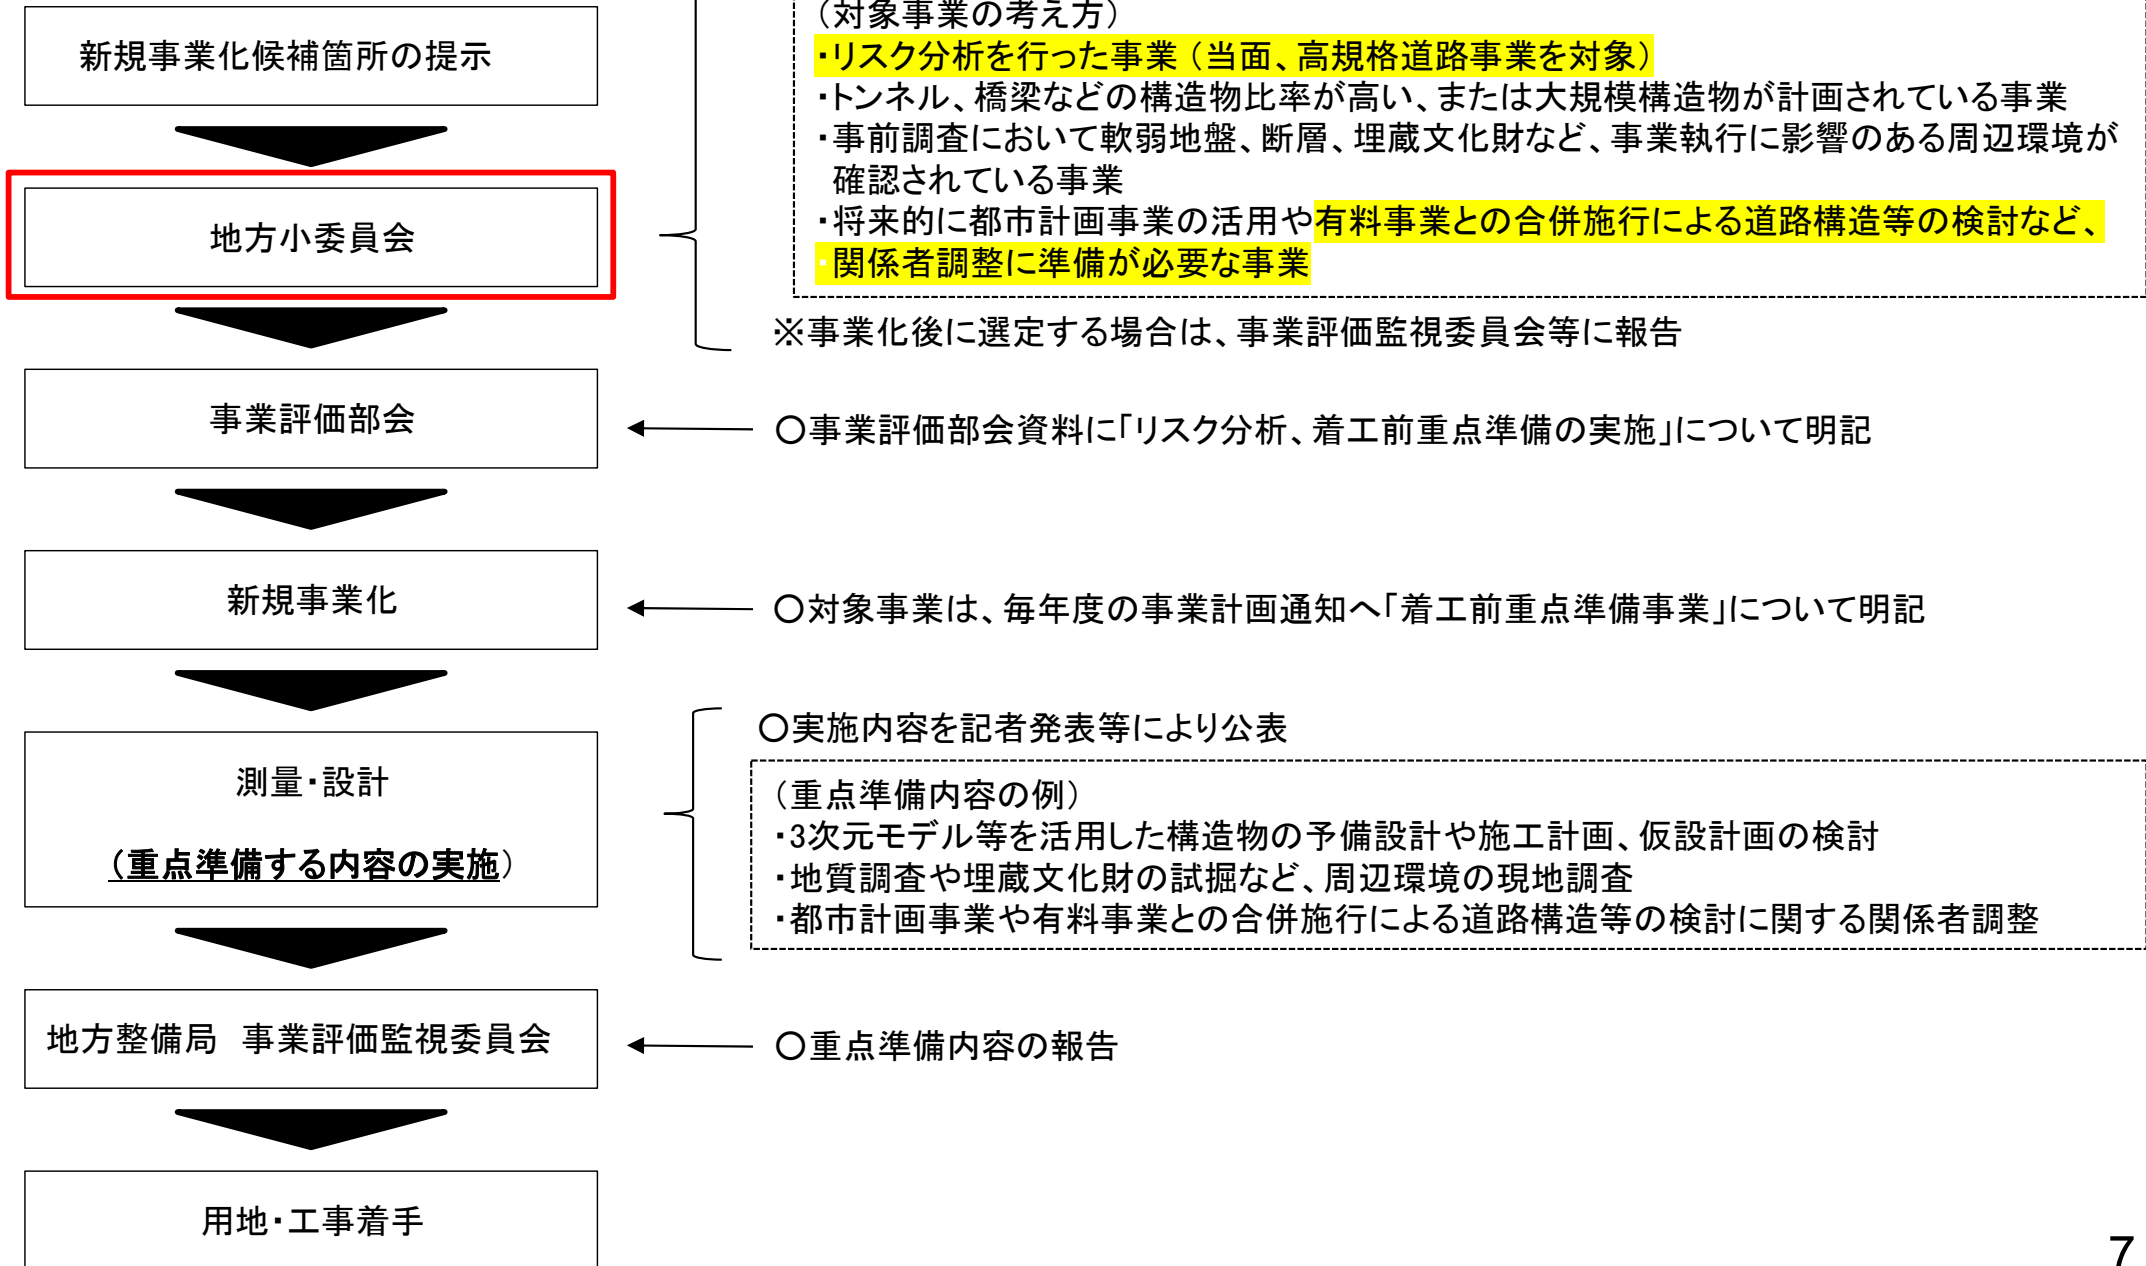 新規事業化候補箇所の提示
(対象事業の考え方)
・リスク分析を行った事業(当面、高規格道路事業を対象)
・トンネル、橋梁などの構造物比率が高い、または大規模構造物が計画されている事業
・事前調査において軟弱地盤、断層、埋蔵文化財など、事業執行に影響のある周辺環境が
確認されている事業
・将来的に都市計画事業の活用や有料事業との合併施行による道路構造等の検討など、
・関係者調整に準備が必要な事業
地方小委員会
※事業化後に選定する場合は、事業評価監視委員会等に報告
事業評価部会
○事業評価部会資料に「リスク分析、着工前重点準備の実施」について明記
新規事業化
○対象事業は、毎年度の事業計画通知へ「着工前重点準備事業」について明記
測量・設計
(重点準備する内容の実施)
○実施内容を記者発表等により公表
(重点準備内容の例)
・3次元モデル等を活用した構造物の予備設計や施工計画、仮設計画の検討
・地質調査や埋蔵文化財の試掘など、周辺環境の現地調査
・都市計画事業や有料事業との合併施行による道路構造等の検討に関する関係者調整
地方整備局 事業評価監視委員会
○重点準備内容の報告
用地・工事着手
7